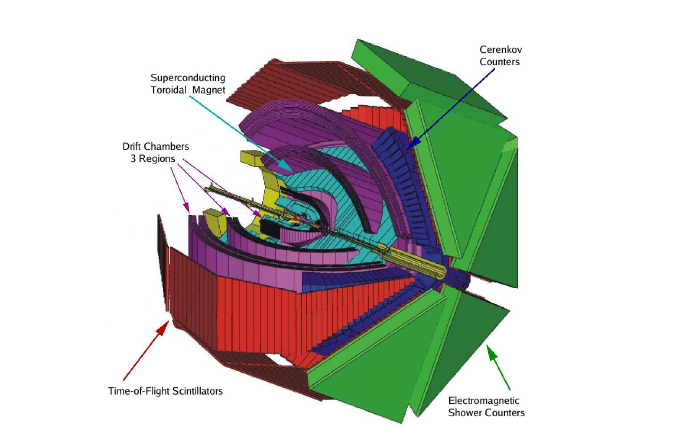 Cerenkov
Counters
Superconducting
Toroidal Magnet
Drift Chambers
3 Regions
Time-of-Flight Scintillators
Electromagnetic
Shower Counters